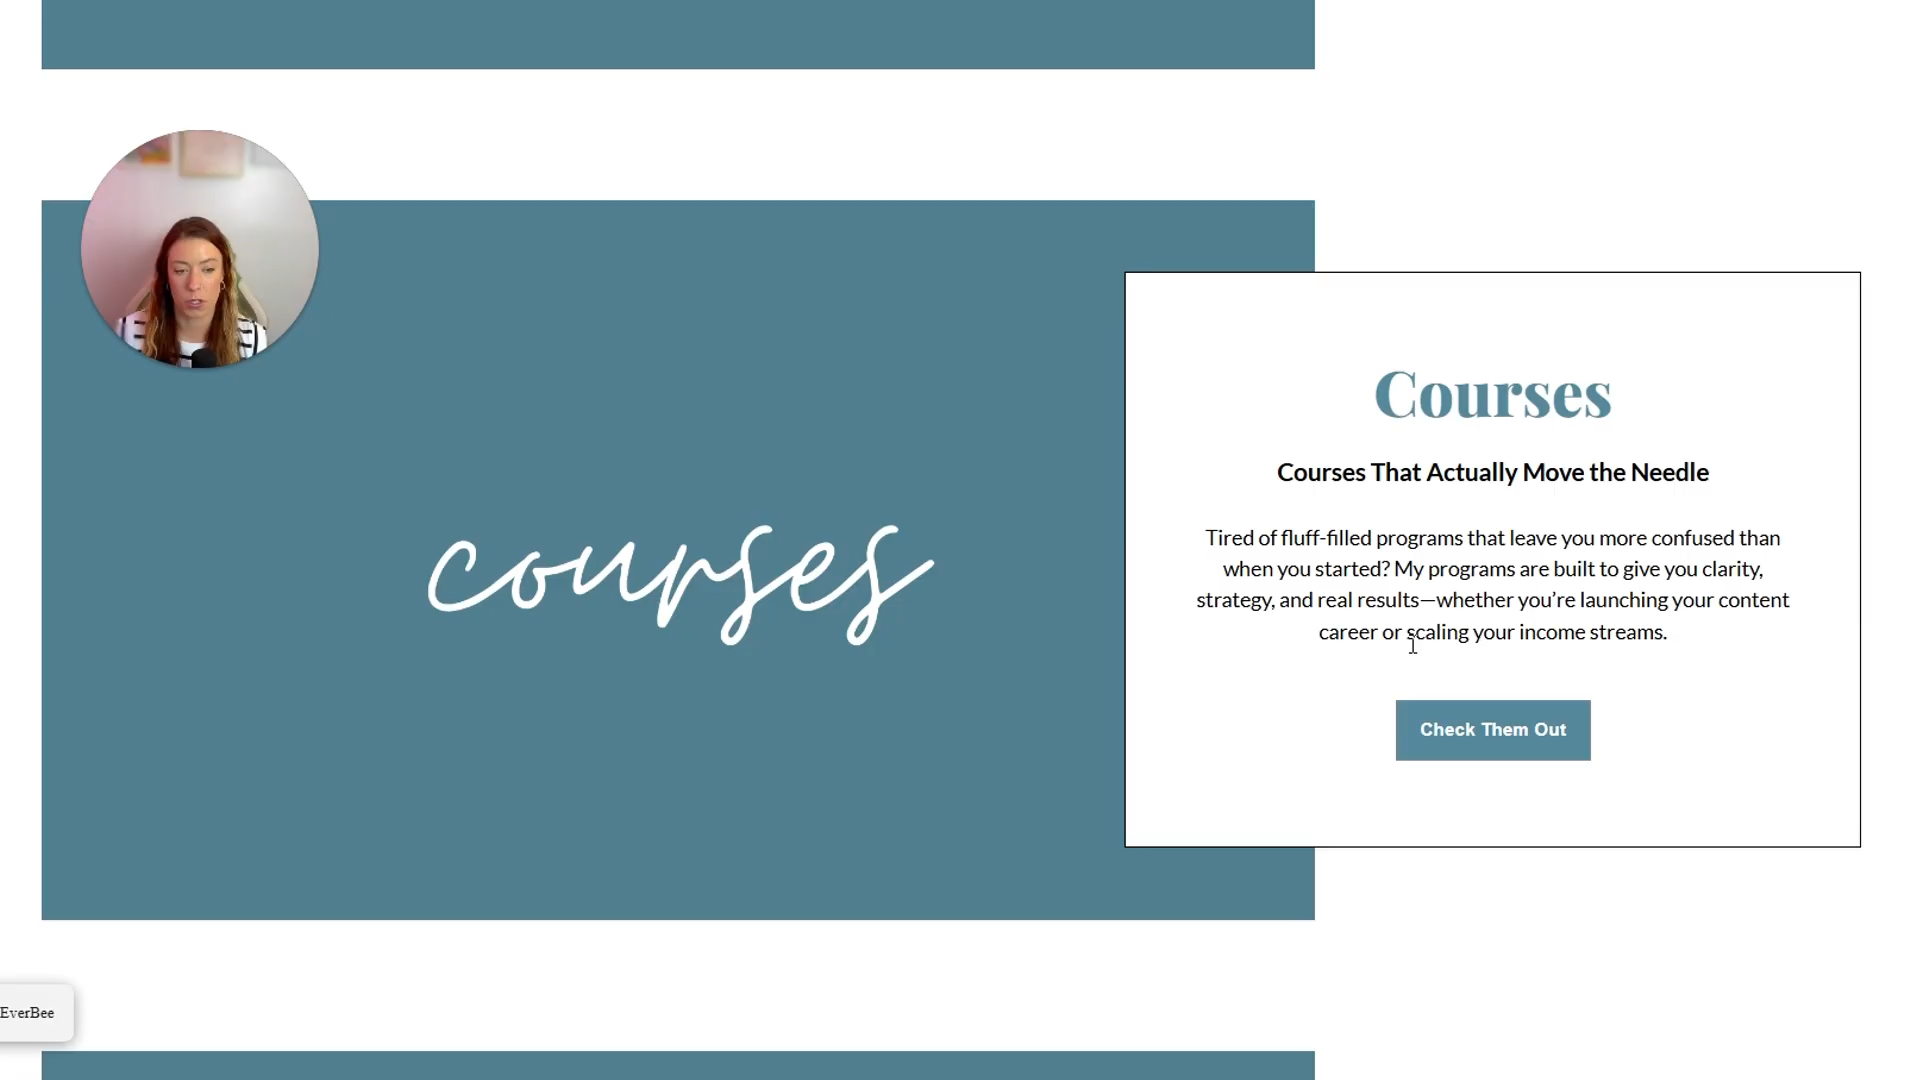 courses
Courses
Courses That Actually Move the Needle
Tired of fluff-filled programs that leave you more confused than
when you started? My programs are built to give you clarity,
strategy, and real results—whether you’re launching your content
career or scaling your income streams.
Check Them Out
EverBee